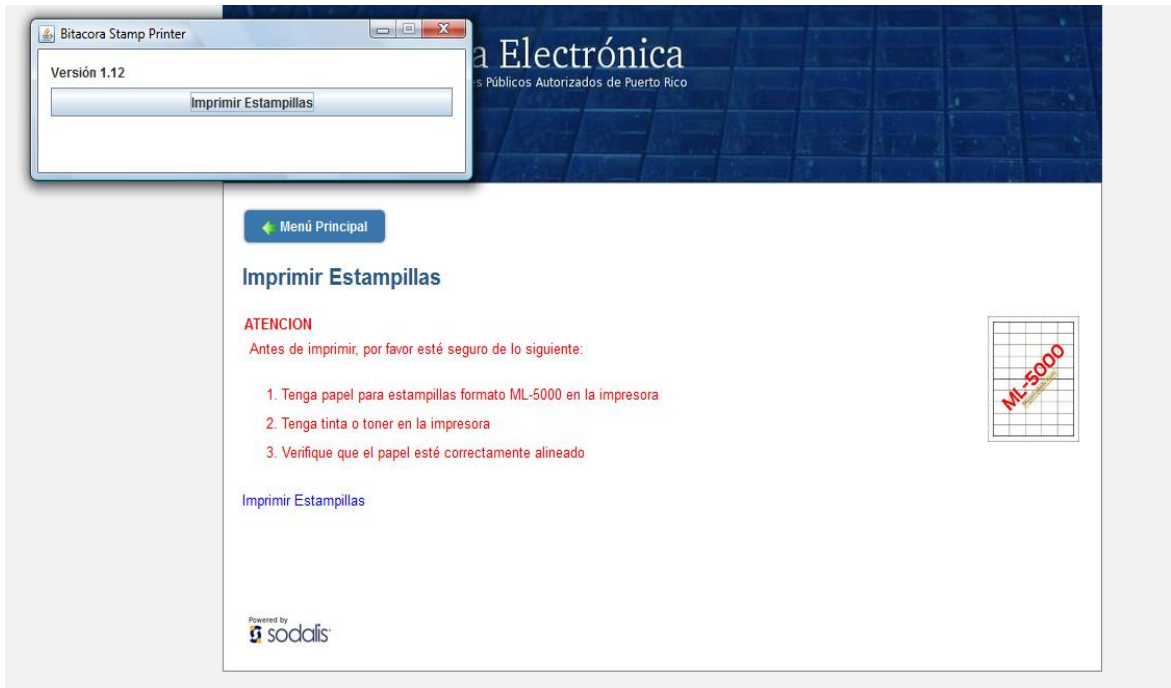 Bitacora Stamp Printer
Versión 1.12
Imprimir Estampillas
a Electrónica
s Públicos Autorizados de Puerto Rico
Menú Principal
Imprimir Estampillas
ATENCION
Antes de imprimir, por favor esté seguro de lo siguiente:
1. Tenga papel para estampillas formato ML-5000 en la impresora
2. Tenga tinta o toner en la impresora
3. Verifique que el papel esté correctamente alineado
ML-5000
Imprimir Estampillas
Powered by
sodalis